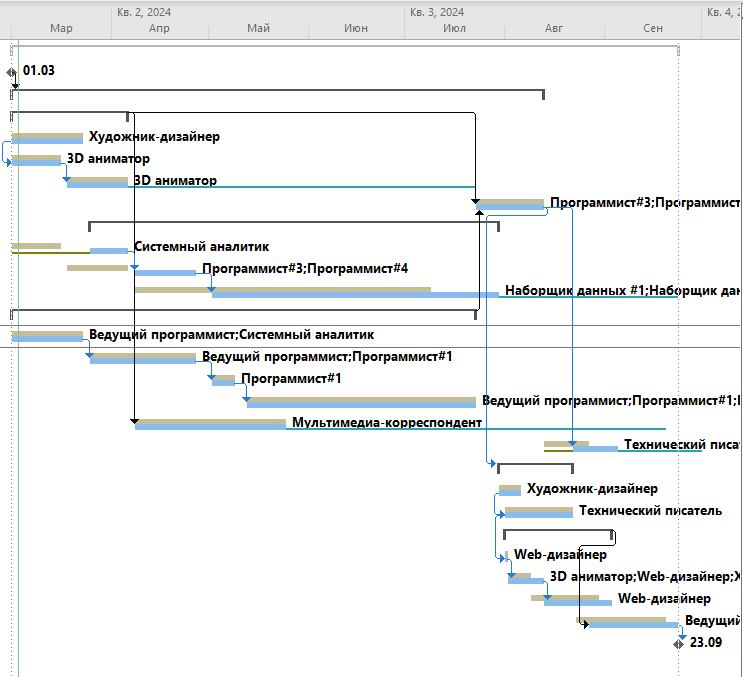 Кв. 2, 2024 Кв. 3, 2024 Кв. 4,
Мар Апр Май Июн Июл Авг Сен
01.03
Художник-дизайнер
3D аниматор
3D аниматор
Программист#3;Программист
Системный аналитик
Программист#3;Программист#4
Наборщик данных #1;Наборщик дан
Ведущий программист;Системный аналитик
Ведущий программист;Программист#1
Программист#1
Ведущий программист;Программист#1;
Мультимедиа-корреспондент
Технический писат
Художник-дизайнер
Технический писатель
Web-дизайнер
3D аниматор;Web-дизайнер;Х
Web-дизайнер
Ведущий
23.09